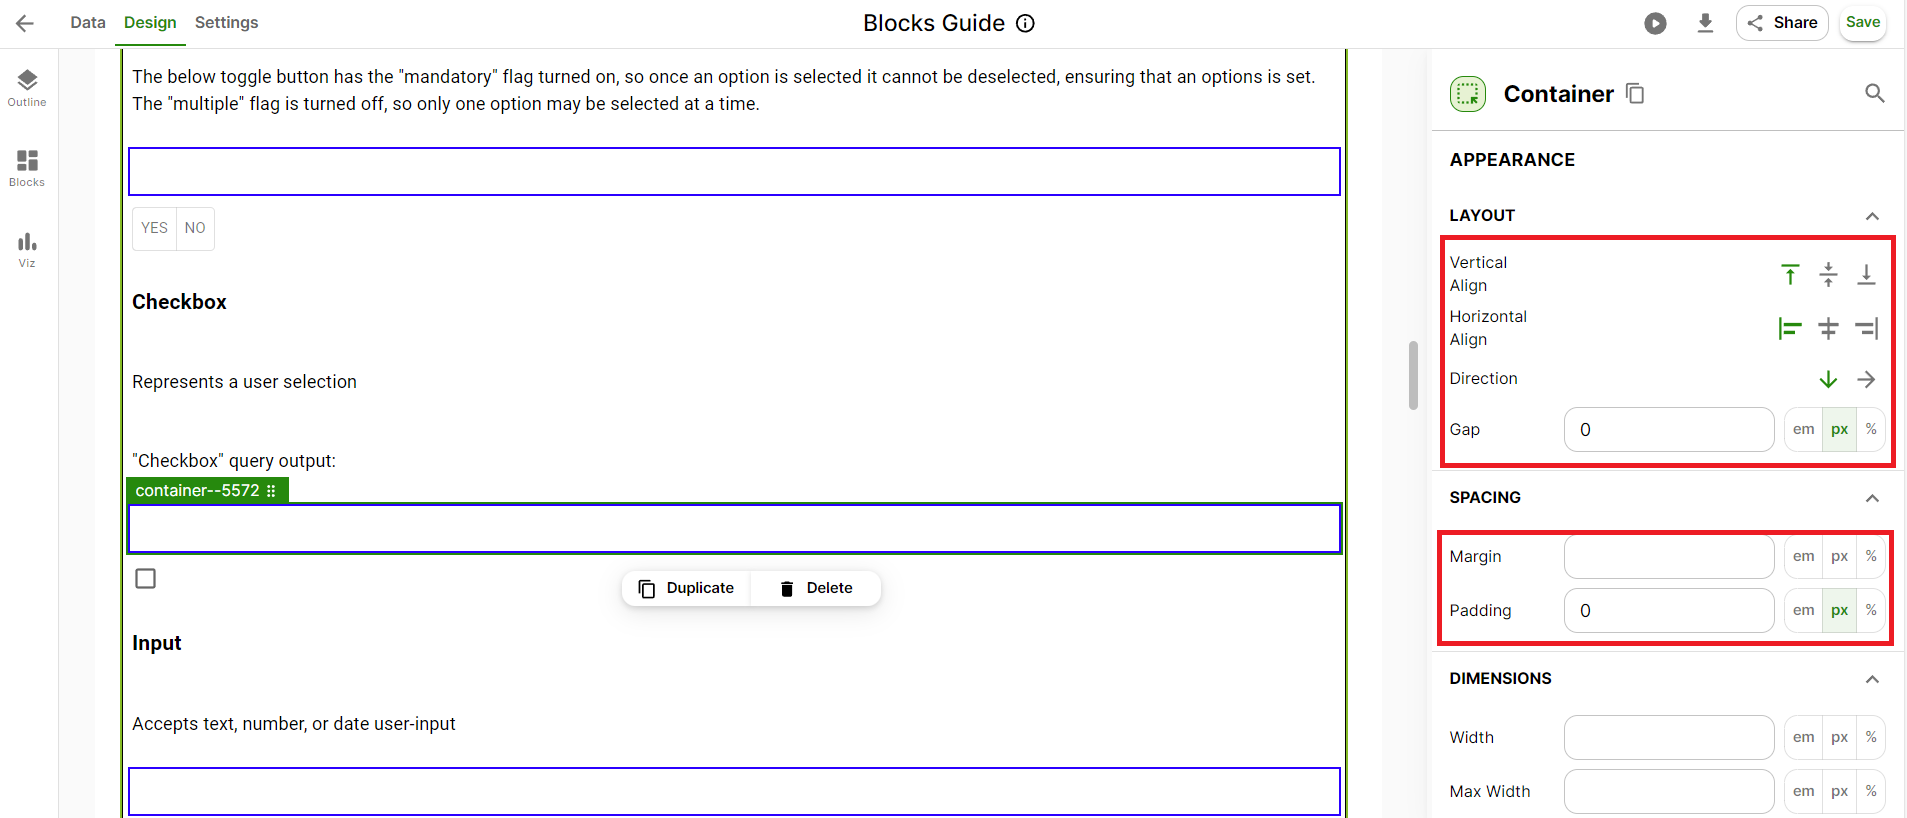 Data Design Settings
Blocks Guide
Share
Save
Outline
Blocks
Viz
The below toggle button has the "mandatory" flag turned on, so once an option is selected it cannot be deselected, ensuring that an options is set.
The "multiple" flag is turned off, so only one option may be selected at a time.
YES NO
Checkbox
Represents a user selection
"Checkbox" query output:
container--5572
Duplicate Delete
Input
Accepts text, number, or date user-input
Container
APPEARANCE
LAYOUT
Vertical
Align
Horizontal
Align
Direction
Gap 0 em px %
SPACING
Margin em px %
Padding 0 em px %
DIMENSIONS
Width em px %
Max Width em px %